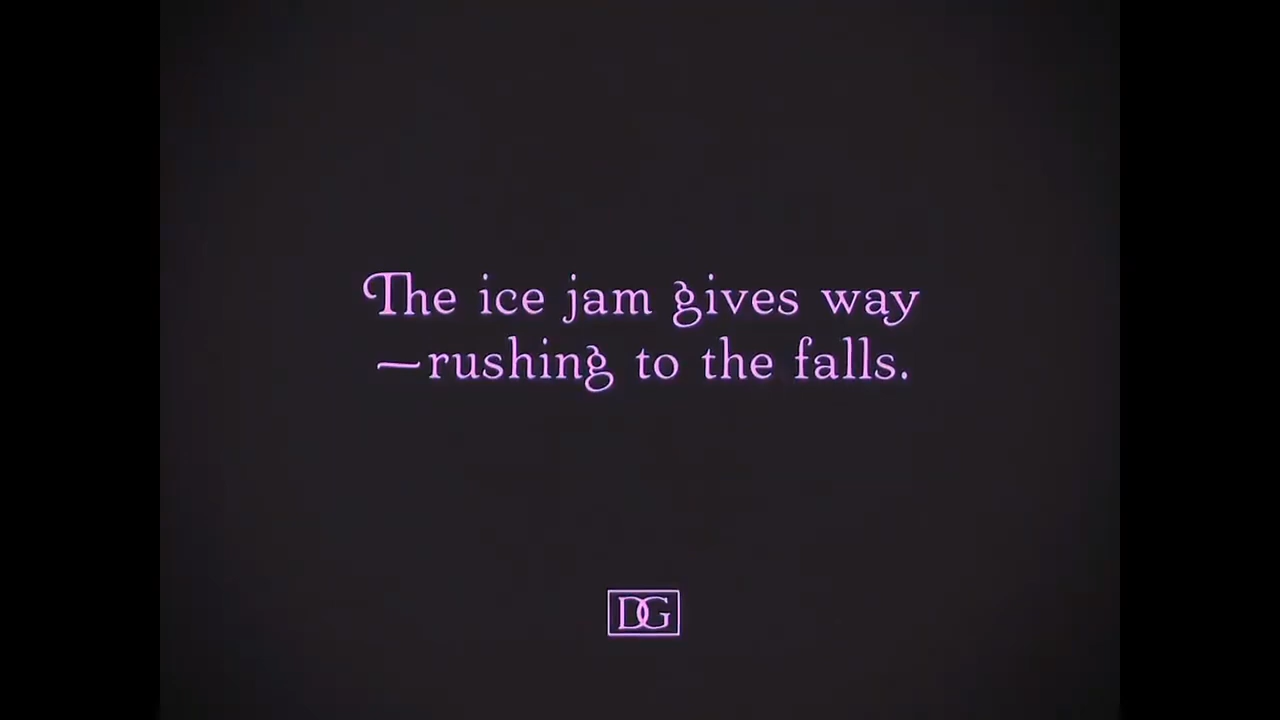 The ice jam gives way
—rushing to the falls.
DG